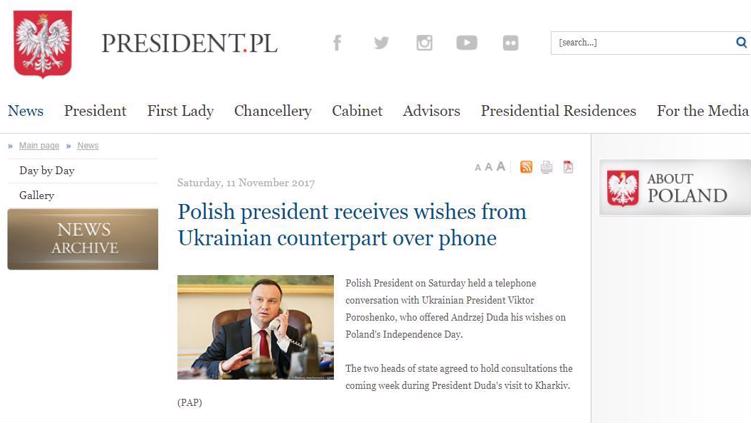 PRESIDENT.PL
[search...]
News President First Lady Chancellery Cabinet Advisors Presidential Residences For the Media
» Main page » News
Day by Day
Gallery
NEWS
ARCHIVE
A A A
Saturday, 11 November 2017
Polish president receives wishes from
Ukrainian counterpart over phone
Polish President on Saturday held a telephone
conversation with Ukrainian President Viktor
Poroshenko, who offered Andrzej Duda his wishes on
Poland's Independence Day.
The two heads of state agreed to hold consultations the
coming week during President Duda's visit to Kharkiv.
(PAP)
ABOUT
POLAND